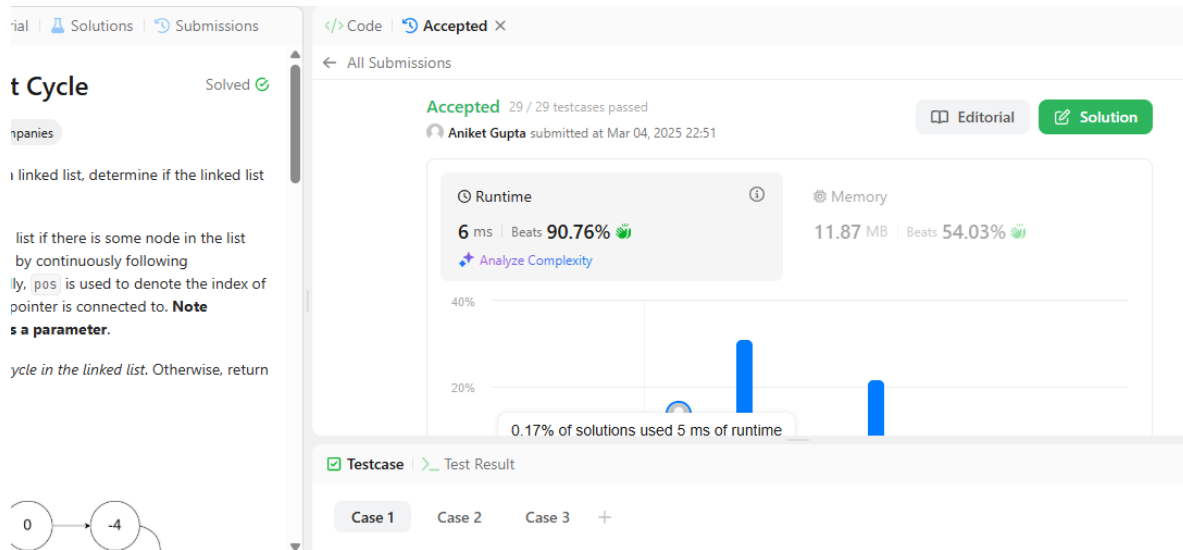 ial
Solutions
Submissions
t Cycle
Solved
linked list, determine if the linked list
list if there is some node in the list
by continuously following
ly, pos is used to denote the index of
pointer is connected to. Note
s a parameter.
ycle in the linked list. Otherwise, return
0
-4
</> Code
Accepted
All Submissions
Accepted 29 / 29 testcases passed
Aniket Gupta submitted at Mar 04, 2025 22:51
Editorial
Solution
Runtime
6 ms Beats 90.76%
Analyze Complexity
Memory
11.87 MB Beats 54.03%
40%
20%
0.17% of solutions used 5 ms of runtime
Testcase
>_ Test Result
Case 1
Case 2
Case 3
+